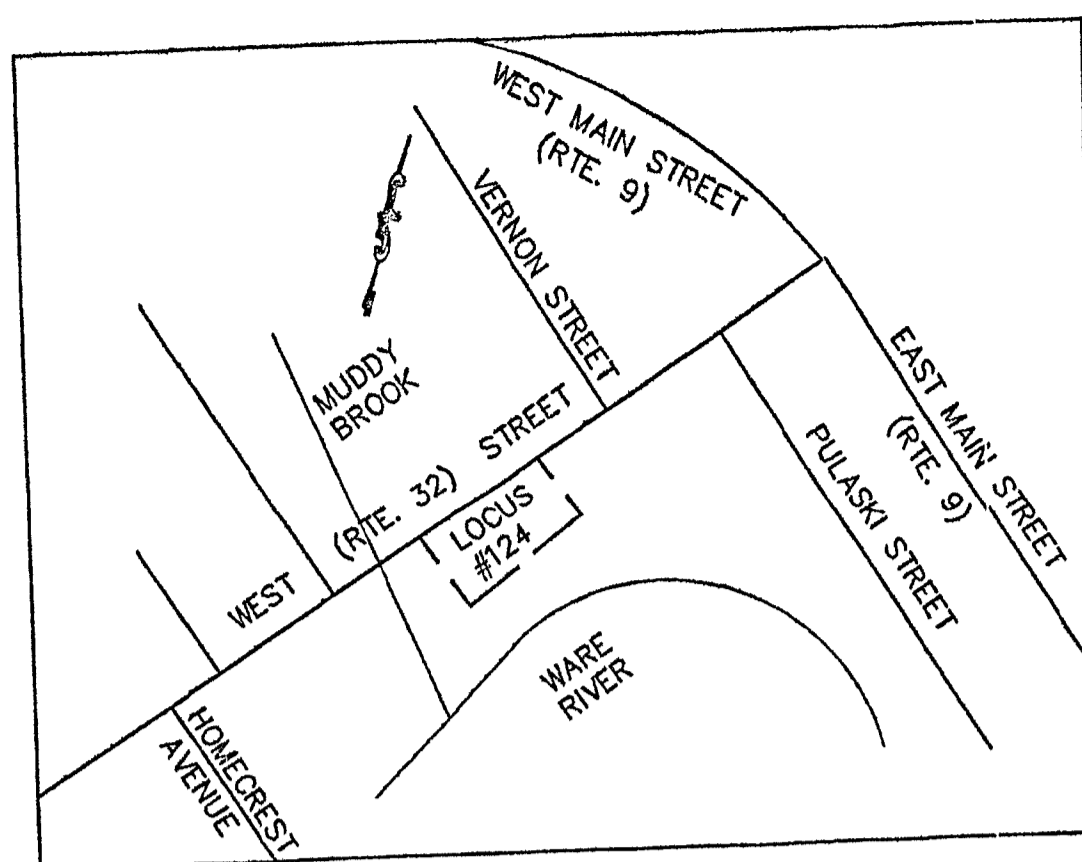 WEST MAIN STREET
(RTE. 9)
VERNON STREET
MUDDY
BROOK
EAST MAIN STREET
(RTE. 9)
PULASKI STREET
WEST (RTE. 32) STREET
LOCUS
#124
WARE
RIVER
HOMECREST
AVENUE